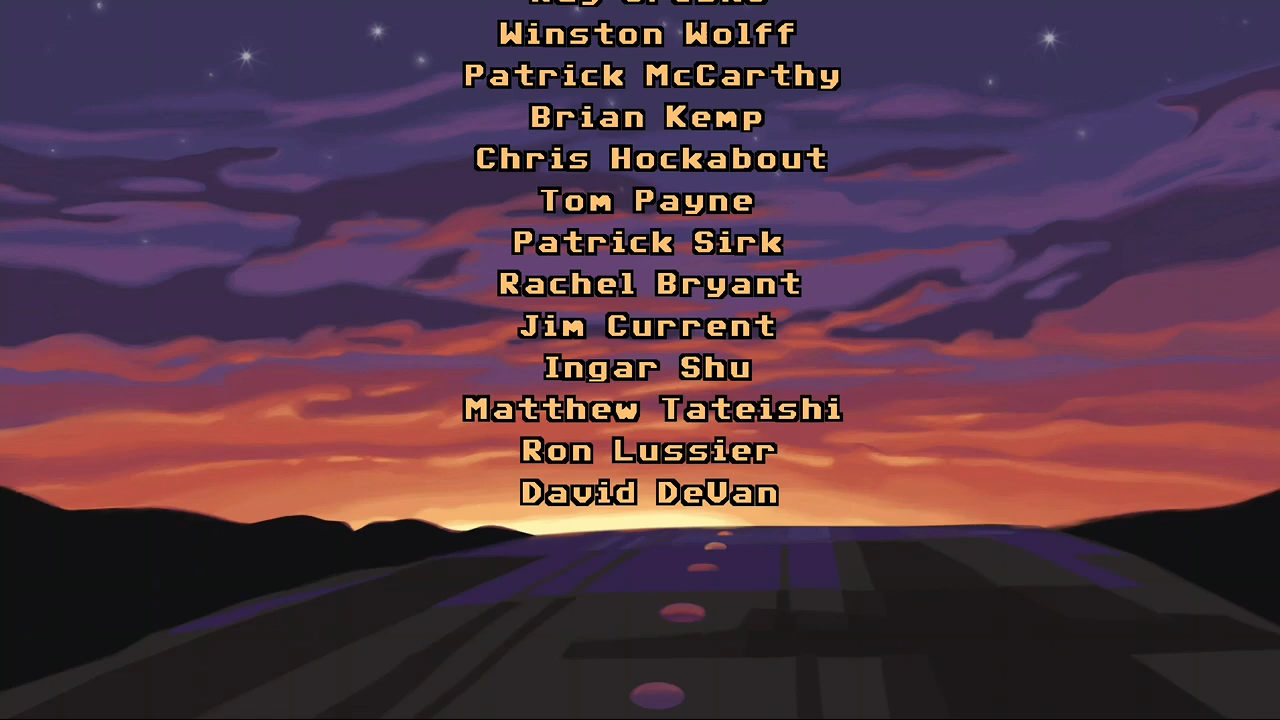 Winston Wolff
Patrick McCarthy
Brian Kemp
Chris Hockabout
Tom Payne
Patrick Sirk
Rachel Bryant
Jim Current
Ingar Shu
Matthew Tateishi
Ron Lussier
David DeVan